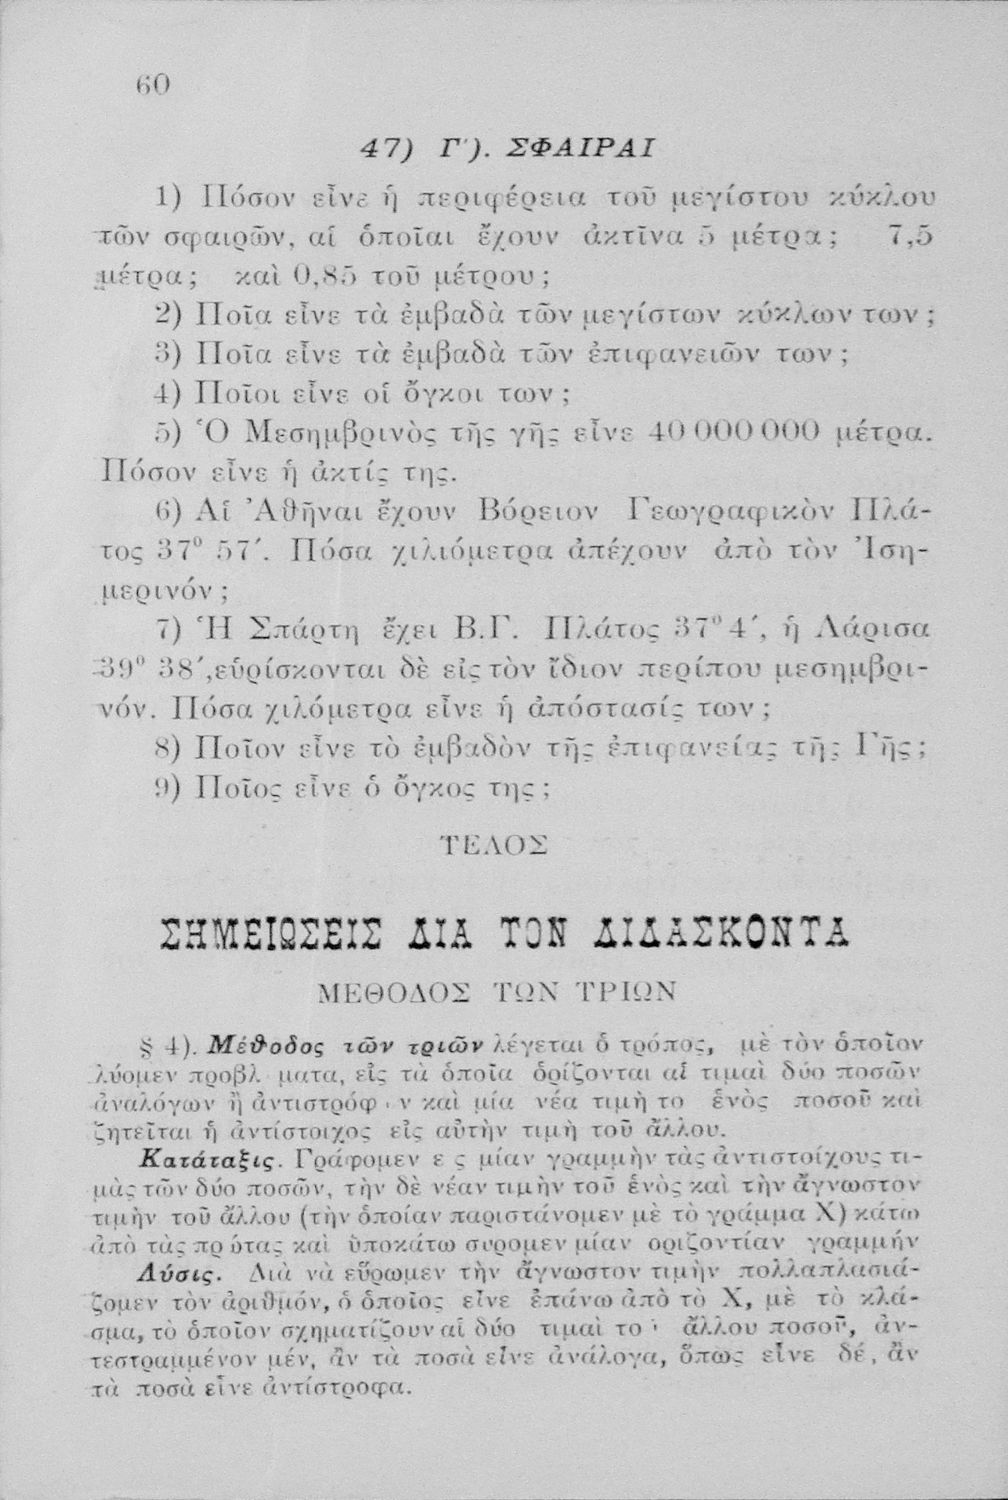 60
47) Γ΄). ΣΦΑΙΡΑΙ
1) Πόσον εἶνε ἡ περιφέρεια τοῦ μεγίστου κύκλου
τῶν σφαιρῶν, αἱ ὁποῖαι ἔχουν ἀκτῖνα 5 μέτρα; 7,5
μέτρα; καὶ 0,85 τοῦ μέτρου;
2) Ποῖα εἶνε τὰ ἐμβαδὰ τῶν μεγίστων κύκλων των;
3) Ποῖα εἶνε τὰ ἐμβαδὰ τῶν ἐπιφανειῶν των;
4) Ποῖοι εἶνε οἱ ὄγκοι των;
5) Ὁ Μεσημβρινὸς τῆς γῆς εἶνε 40 000 000 μέτρα.
Πόσον εἶνε ἡ ἀκτίς της.
6) Αἱ Ἀθῆναι ἔχουν Βόρειον Γεωγραφικὸν Πλά-
τος 37⁰ 57΄. Πόσα χιλιόμετρα ἀπέχουν ἀπὸ τὸν Ἰση-
μερινόν;
7) Ἡ Σπάρτη ἔχει Β.Γ. Πλάτος 37⁰ 4΄, ἡ Λάρισα
39⁰ 38΄,εὑρίσκονται δὲ εἰς τὸν ἴδιον περίπου μεσημβρι-
νόν. Πόσα χιλόμετρα εἶνε ἡ ἀπόστασίς των;
8) Ποῖον εἶνε τὸ ἐμβαδὸν τῆς ἐπιφανείας τῆς Γῆς;
9) Ποῖος εἶνε ὁ ὄγκος της;
ΤΕΛΟΣ
ΣΗΜΕΙΩΣΕΙΣ ΔΙΑ ΤΟΝ ΔΙΔΑΣΚΟΝΤΑ
ΜΕΘΟΔΟΣ ΤΩΝ ΤΡΙΩΝ
§ 4). Μέθοδος τῶν τριῶν λέγεται ὁ τρόπος, μὲ τὸν ὁποῖον
λύομεν προβλ ματα, εἰς τὰ ὁποῖα ὁρίζονται αἱ τιμαὶ δύο ποσῶν
ἀναλόγων ἢ ἀντιστρόφ ν καὶ μία νέα τιμὴ το ἑνὸς ποσοῦ καὶ
ζητεῖται ἡ ἀντίστοιχος εἰς αὐτὴν τιμὴ τοῦ ἄλλου.
Κατάταξις. Γράφομεν ε ς μίαν γραμμὴν τὰς ἀντιστοίχους τι-
μὰς τῶν δύο ποσῶν, τὴν δὲ νέαν τιμὴν τοῦ ἑνὸς καὶ τὴν ἄγνωστον
τιμὴν τοῦ ἄλλου (τὴν ὁποίαν παριστάνομεν μὲ τὸ γράμμα Χ) κάτω
ἀπὸ τὰς πρ ύτας καὶ ὑποκάτω συρομεν μίαν οριζοντίαν γραμμήν
Λύσις. Διὰ νὰ εὕρωμεν τὴν ἄγνωστον τιμὴν πολλαπλασιά-
ζομεν τὸν ἀριθμόν, ὁ ὁποῖος εἶνε ἐπάνω ἀπὸ τὸ Χ, μὲ τὸ κλά-
σμα, τὸ ὁποῖον σχηματίζουν αἱ δύο τιμαὶ το ἄλλου ποσοῦ, ἀν-
τεστραμμένον μέν, ἂν τὰ ποσὰ εἶνε ἀνάλογα, ὅπως εἶνε δέ, ἂν
τὰ ποσὰ εἶνε ἀντίστροφα.